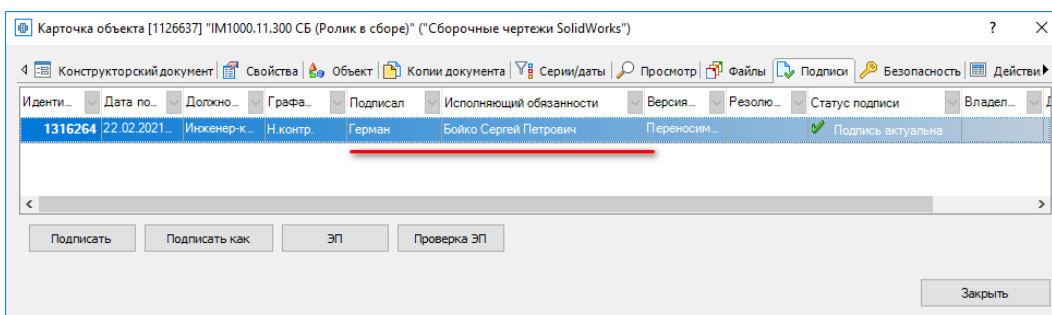 Карточка объекта [1126637] "IM1000.11.300 СБ (Ролик в сборе)" ("Сборочные чертежи SolidWorks") ?
Конструкторский документ Свойства Объект Копии документа Серии/даты Просмотр Файлы Подписи Безопасность Действи
Иденти... Дата по... Должно... Графа... Подписал Исполняющий обязанности Версия... Резолю... Статус подписи Владел...
1316264 22.02.2021... Инженер-к... Н.контр. Герман Бойко Сергей Петрович Переносим... Подпись актуальна
Подписать Подписать как ЭП Проверка ЭП
Закрыть